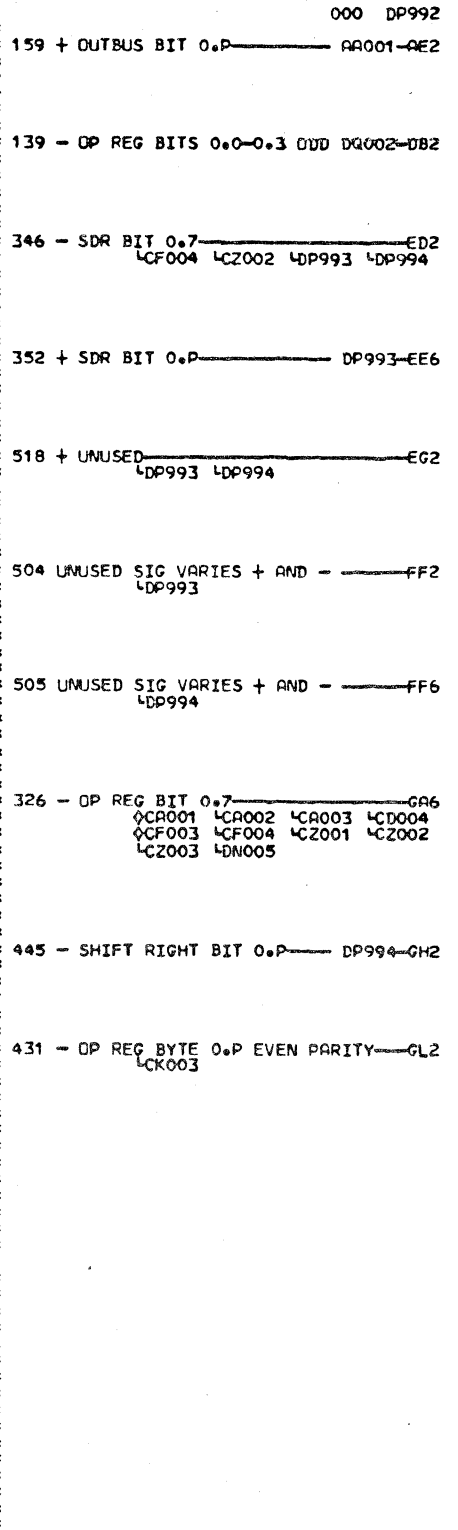 000 DP992
159 + OUTBUS BIT 0.P AA001-AE2
139 - OP REG BITS 0.0-0.3 ODD DQ002-DB2
346 - SDR BIT 0.7 ED2
CF004 CZ002 DP993 DP994
352 + SDR BIT 0.P DP993-EE6
518 + UNUSED EG2
DP993 DP994
504 UNUSED SIG VARIES + AND - FF2
DP993
505 UNUSED SIG VARIES + AND - FF6
DP994
326 - OP REG BIT 0.7 GA6
◊CA001 CA002 CA003 CD004
◊CF003 CF004 CZ001 CZ002
CZ003 DN005
445 - SHIFT RIGHT BIT 0.P DP994-GH2
431 - OP REG BYTE 0.P EVEN PARITY GL2
CK003